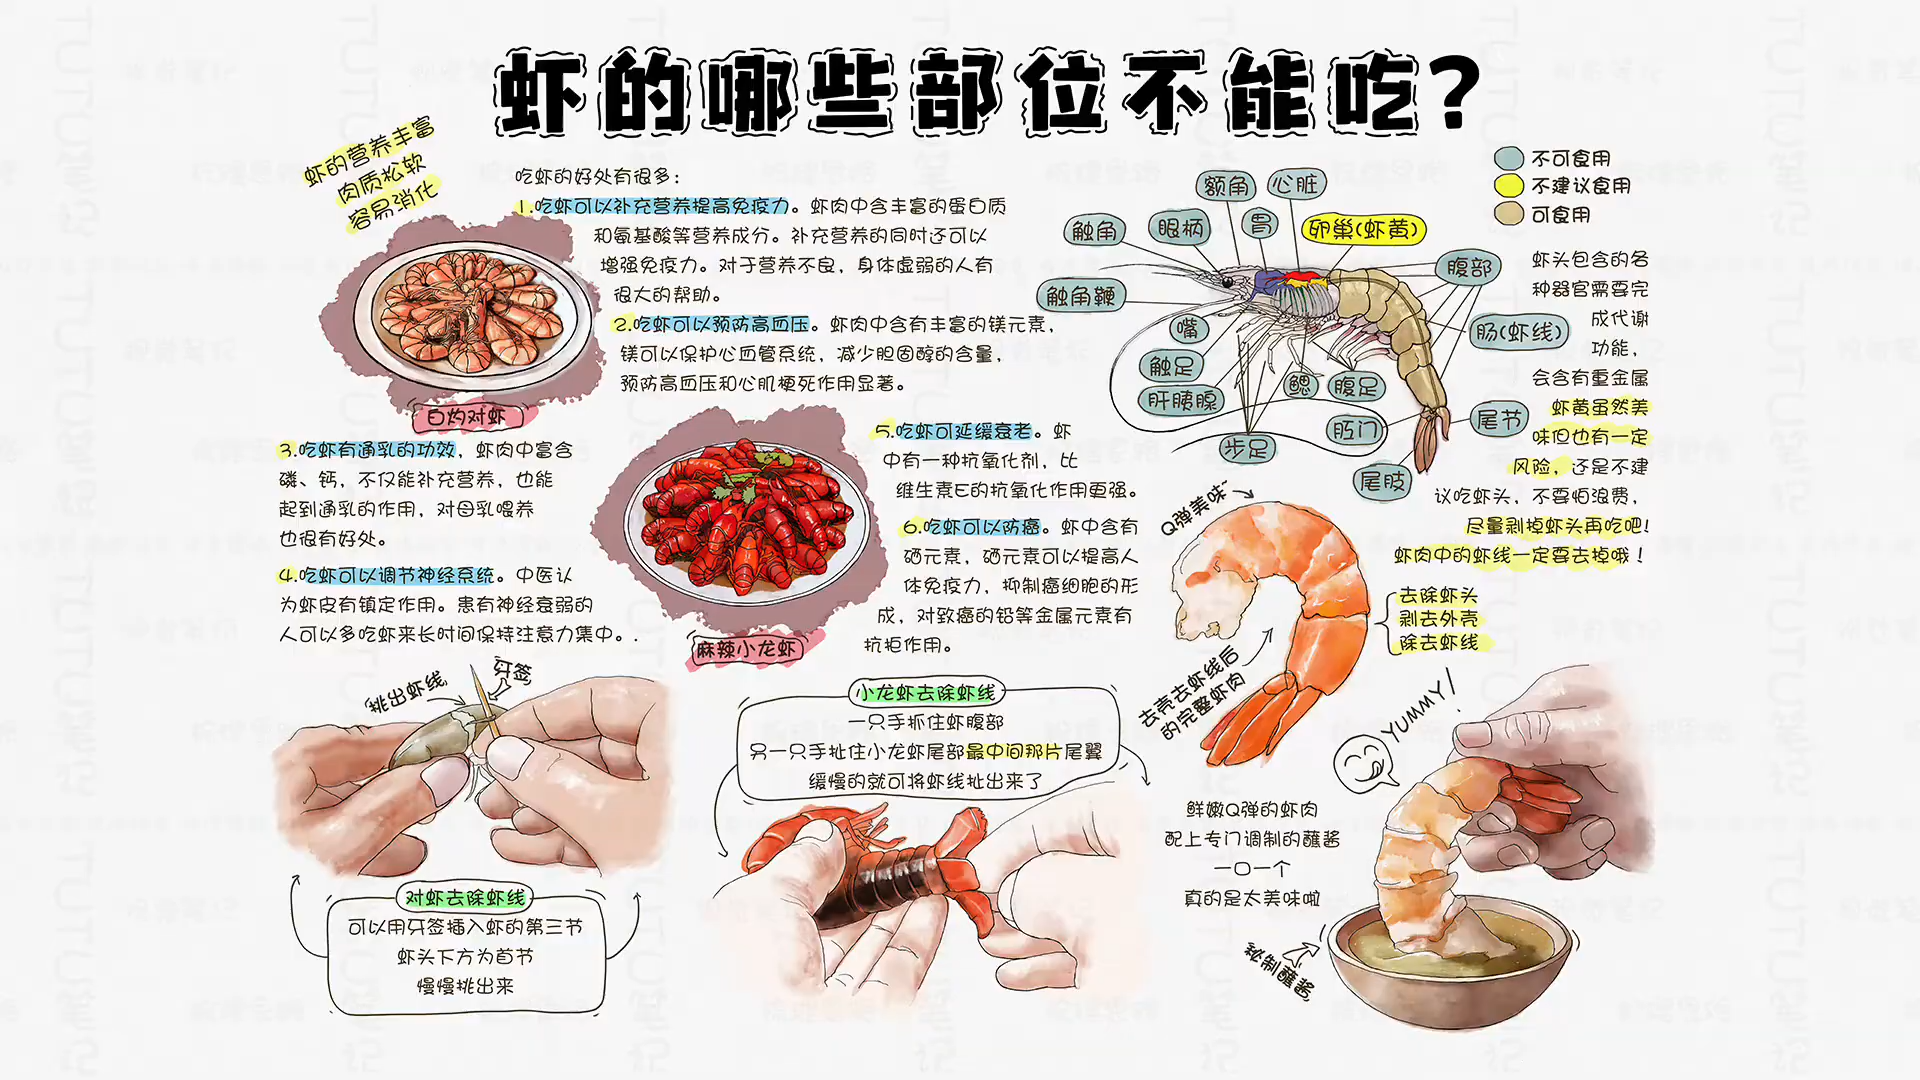 虾的哪些部位不能吃?
虾的营养丰富
肉质松软
容易消化
吃虾的好处有很多:
1.吃虾可以补充营养提高免疫力。虾肉中含丰富的蛋白质
和氨基酸等营养成分。补充营养的同时还可以
增强免疫力。对于营养不良,身体虚弱的人有
很大的帮助。
2.吃虾可以预防高血压。虾肉中含有丰富的镁元素,
镁可以保护心血管系统,减少胆固醇的含量,
预防高血压和心肌梗死作用显著。
白灼对虾
3.吃虾有通乳的功效,虾肉中富含
磷、钙,不仅能补充营养,也能
起到通乳的作用,对母乳喂养
也很有好处。
4.吃虾可以调节神经系统。中医认
为虾皮有镇定作用。患有神经衰弱的
人可以多吃虾来长时间保持注意力集中。.
麻辣小龙虾
5.吃虾可延缓衰老。虾
中有一种抗氧化剂,比
维生素E的抗氧化作用更强。
6.吃虾可以防癌。虾中含有
硒元素,硒元素可以提高人
体免疫力,抑制癌细胞的形
成,对致癌的铅等金属元素有
抗拒作用。
不可食用
不建议食用
可食用
额角
心脏
触角
眼柄
胃
卵巢(虾黄)
腹部
触角鞭
嘴
肠(虾线)
触足
肝胰腺
鳃
腹足
步足
肛门
尾节
尾肢
虾头包含的各
种器官需要完
成代谢
功能,
会含有重金属
虾黄虽然美
味但也有一定
风险,还是不建
议吃虾头,不要怕浪费,
尽量剥掉虾头再吃吧!
虾肉中的虾线一定要去掉哦!
Q弹美味~
去除虾头
剥去外壳
除去虾线
去壳去虾线后
的完整虾肉
挑出虾线
牙签
对虾去除虾线
可以用牙签插入虾的第三节
虾头下方为首节
慢慢挑出来
小龙虾去除虾线
一只手抓住虾腹部
另一只手扯住小龙虾尾部最中间那片尾翼
缓慢的就可将虾线扯出来了
YUMMY!
鲜嫩Q弹的虾肉
配上专门调制的蘸酱
一口一个
真的是太美味啦
秘制蘸酱